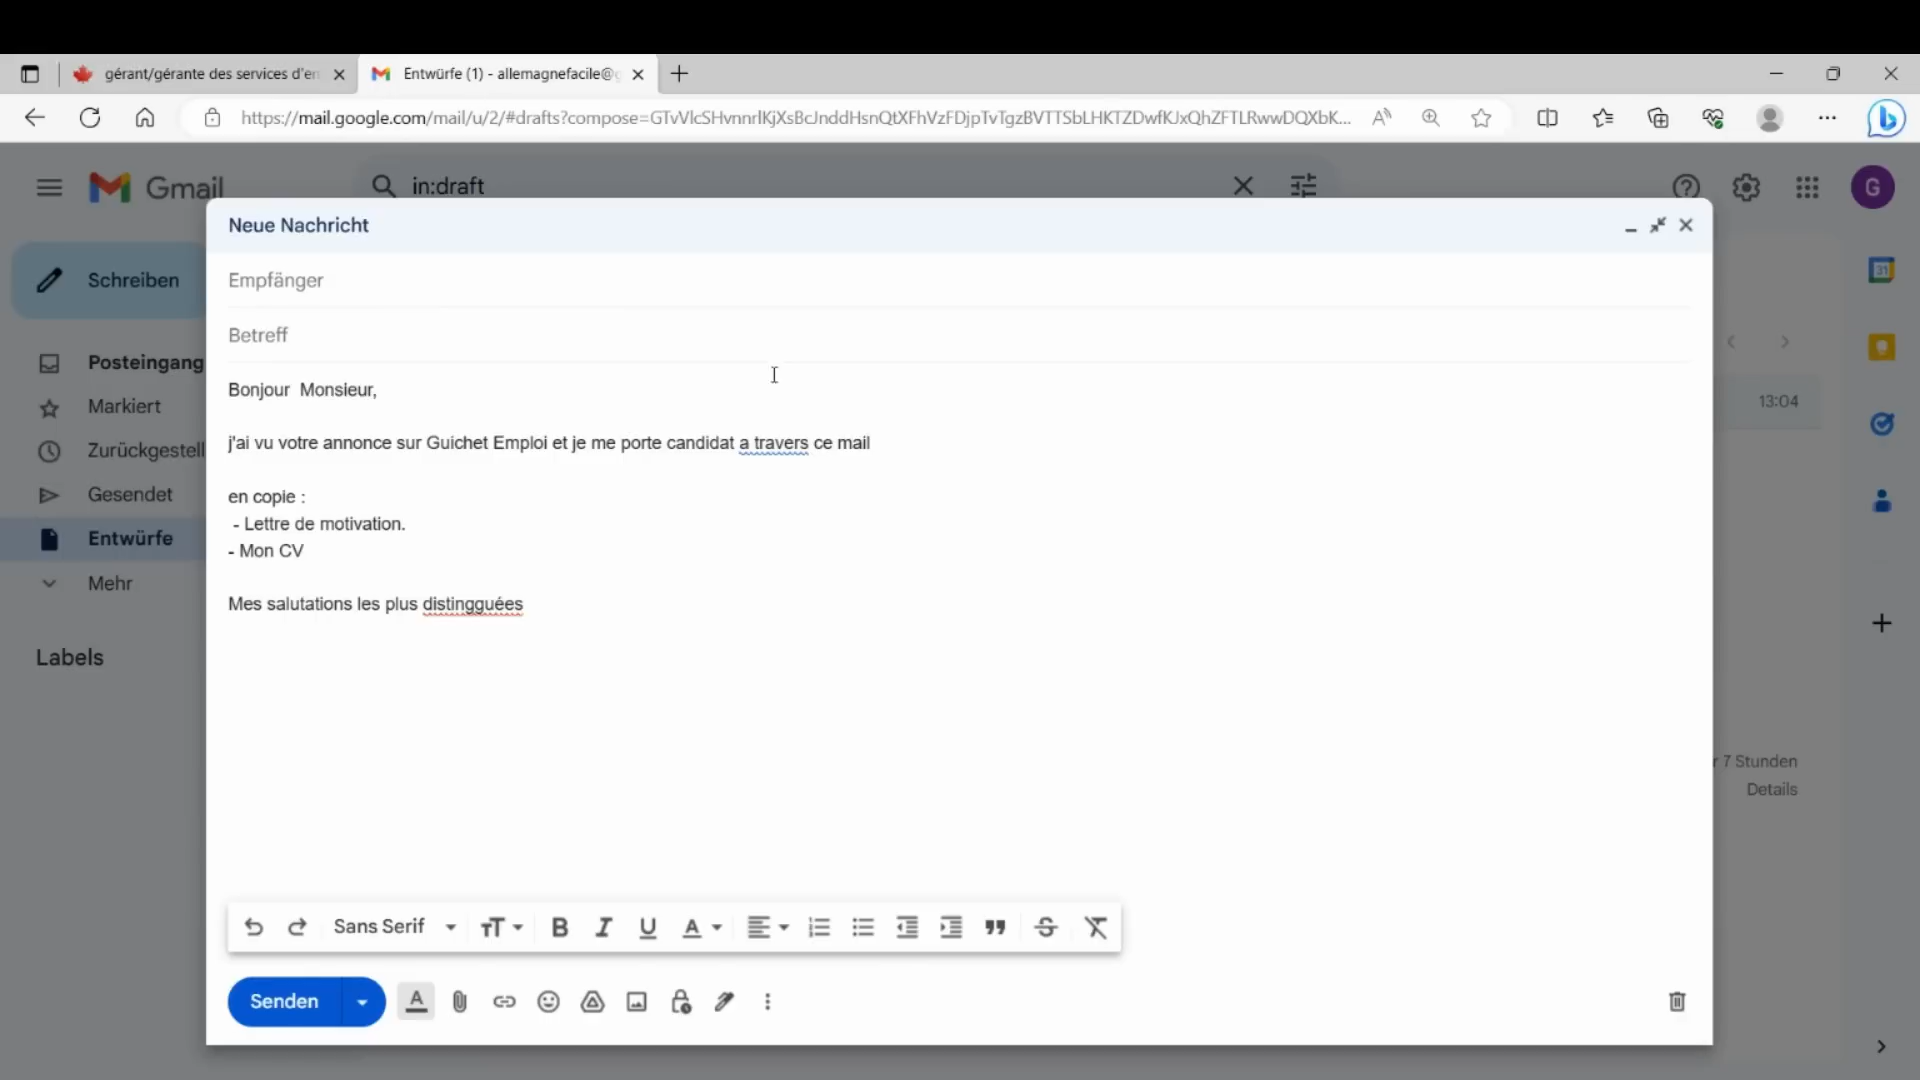 gérant/gérante des services d'en
Entwürfe (1) - allemagnefacile@g
https://mail.google.com/mail/u/2/#drafts?compose=GTvVlcSHvnnrlKjXsBcJnddHsnQtXFhVzFDjpTvTgzBVTTSbLHKTZDwfKJxQhZFTLRwwDQXbK...
Gmail
in:draft
G
Neue Nachricht
Schreiben
Empfänger
Betreff
Posteingang
Markiert
Zurückgestell
Gesendet
Entwürfe
Mehr
Labels
13:04
Bonjour  Monsieur,
j'ai vu votre annonce sur Guichet Emploi et je me porte candidat a travers ce mail
en copie :
- Lettre de motivation.
- Mon CV
Mes salutations les plus distingguées
r 7 Stunden
Details
Sans Serif
Senden
31